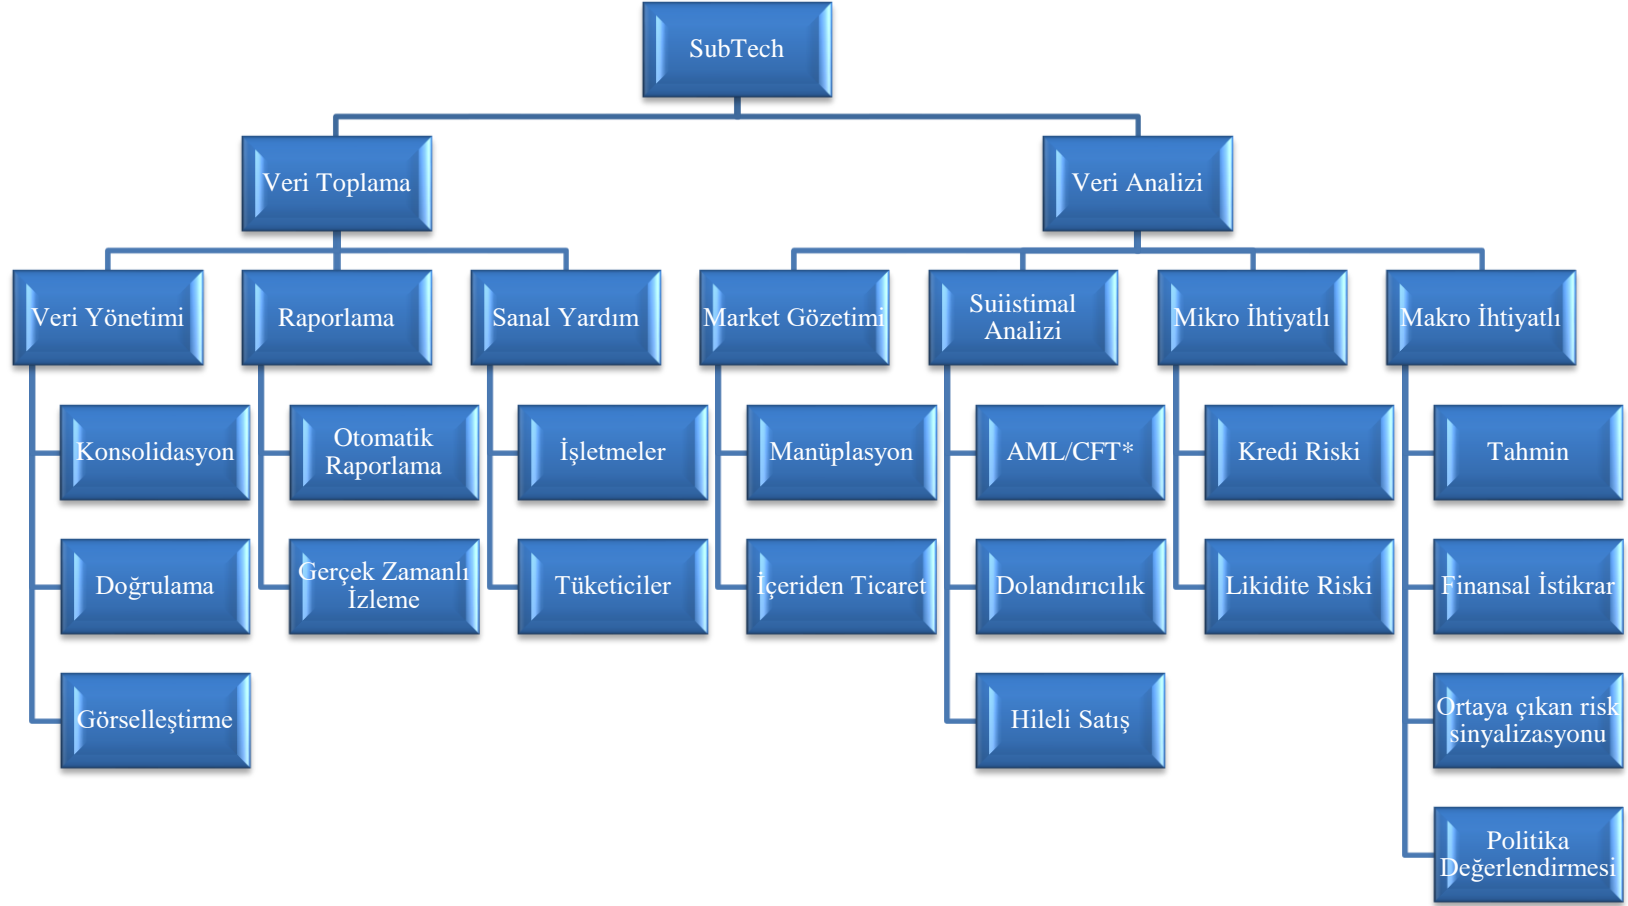 SubTech
Veri Toplama
Veri Analizi
Veri Yönetimi
Raporlama
Sanal Yardım
Market Gözetimi
Suiistimal
Analizi
Mikro İhtiyatlı
Makro İhtiyatlı
Konsolidasyon
Otomatik
Raporlama
İşletmeler
Manüplasyon
AML/CFT*
Kredi Riski
Tahmin
Doğrulama
Gerçek Zamanlı
İzleme
Tüketiciler
İçeriden Ticaret
Dolandırıcılık
Likidite Riski
Finansal İstikrar
Görselleştirme
Hileli Satış
Ortaya çıkan risk
sinyalizasyonu
Politika
Değerlendirmesi